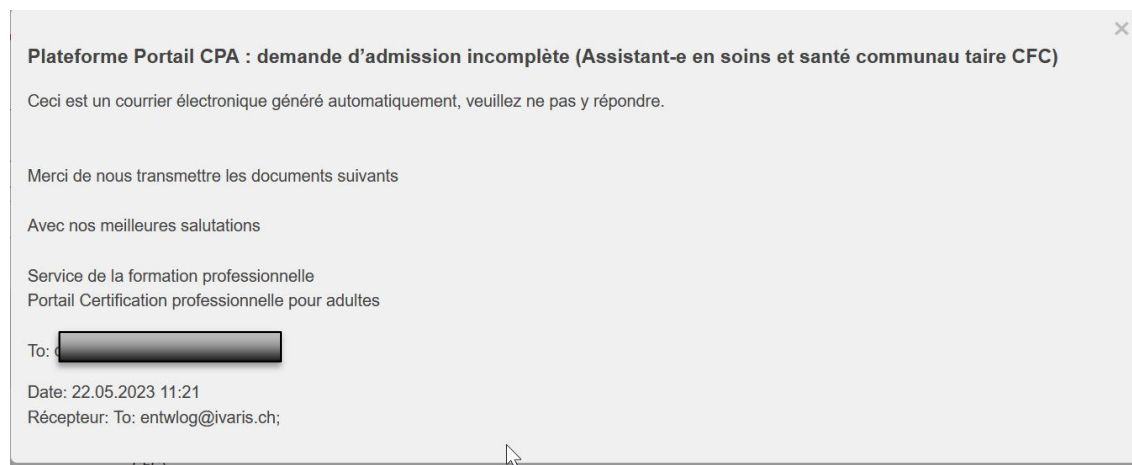 Plateforme Portail CPA : demande d'admission incomplète (Assistant-e en soins et santé communau taire CFC)
Ceci est un courrier électronique généré automatiquement, veuillez ne pas y répondre.
Merci de nous transmettre les documents suivants
Avec nos meilleures salutations
Service de la formation professionnelle
Portail Certification professionnelle pour adultes
To:
Date: 22.05.2023 11:21
Récepteur: To: entwlog@ivaris.ch;